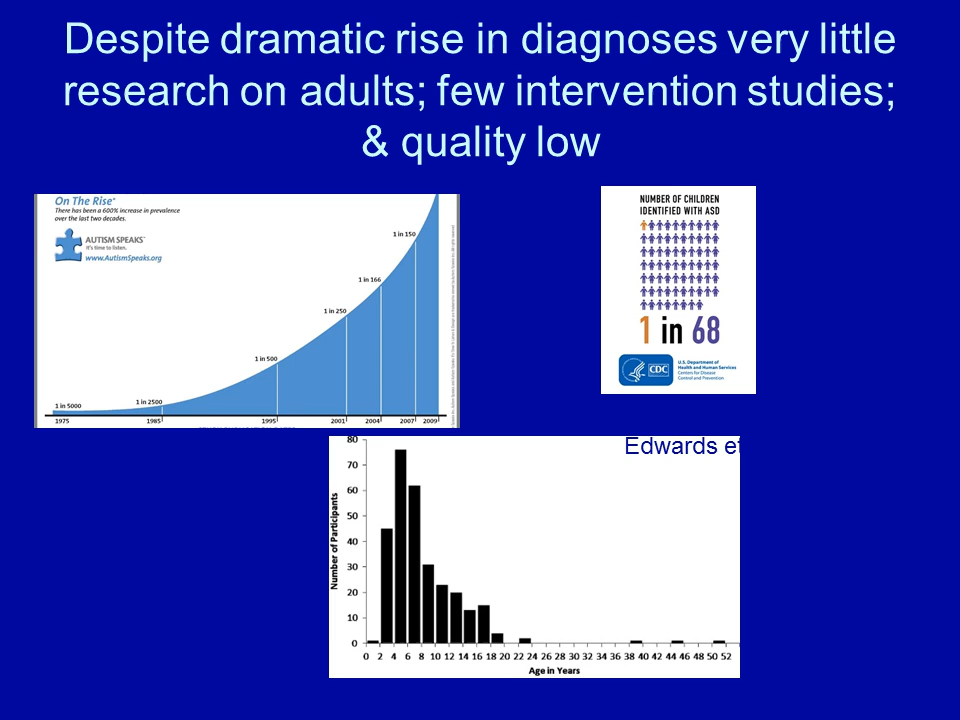 Despite dramatic rise in diagnoses very little
research on adults; few intervention studies;
& quality low
On The Rise*
There has been a 600% increase in prevalence
over the last two decades.
AUTISM SPEAKS™
It's time to listen.
www.AutismSpeaks.org
1 in 150
1 in 166
1 in 250
1 in 500
1 in 2500
1 in 5000
1975 1985 1995 2001 2004 2007 2009
NUMBER OF CHILDREN
IDENTIFIED WITH ASD
1 in 68
CDC
U.S. Department of
Health and Human Services
Centers for Disease
Control and Prevention
Edwards et
80
70
60
50
40
30
20
10
0
Number of Participants
0 2 4 6 8 10 12 14 16 18 20 22 24 26 28 30 32 34 36 38 40 42 44 46 48 50 52
Age in Years